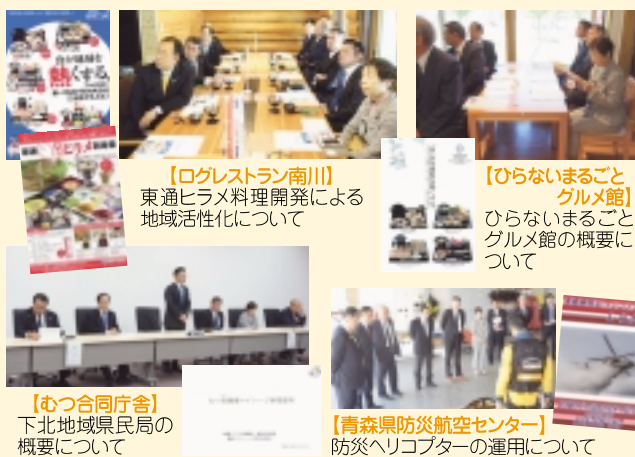 熱くする
【ログレストラン南川】
東通ヒラメ料理開発による
地域活性化について
【ひらないまるごと
グルメ館】
ひらないまるごと
グルメ館の概要に
ついて
【むつ合同庁舎】
下北地域県民局の
概要について
【青森県防災航空センター】
防災ヘリコプターの運用について